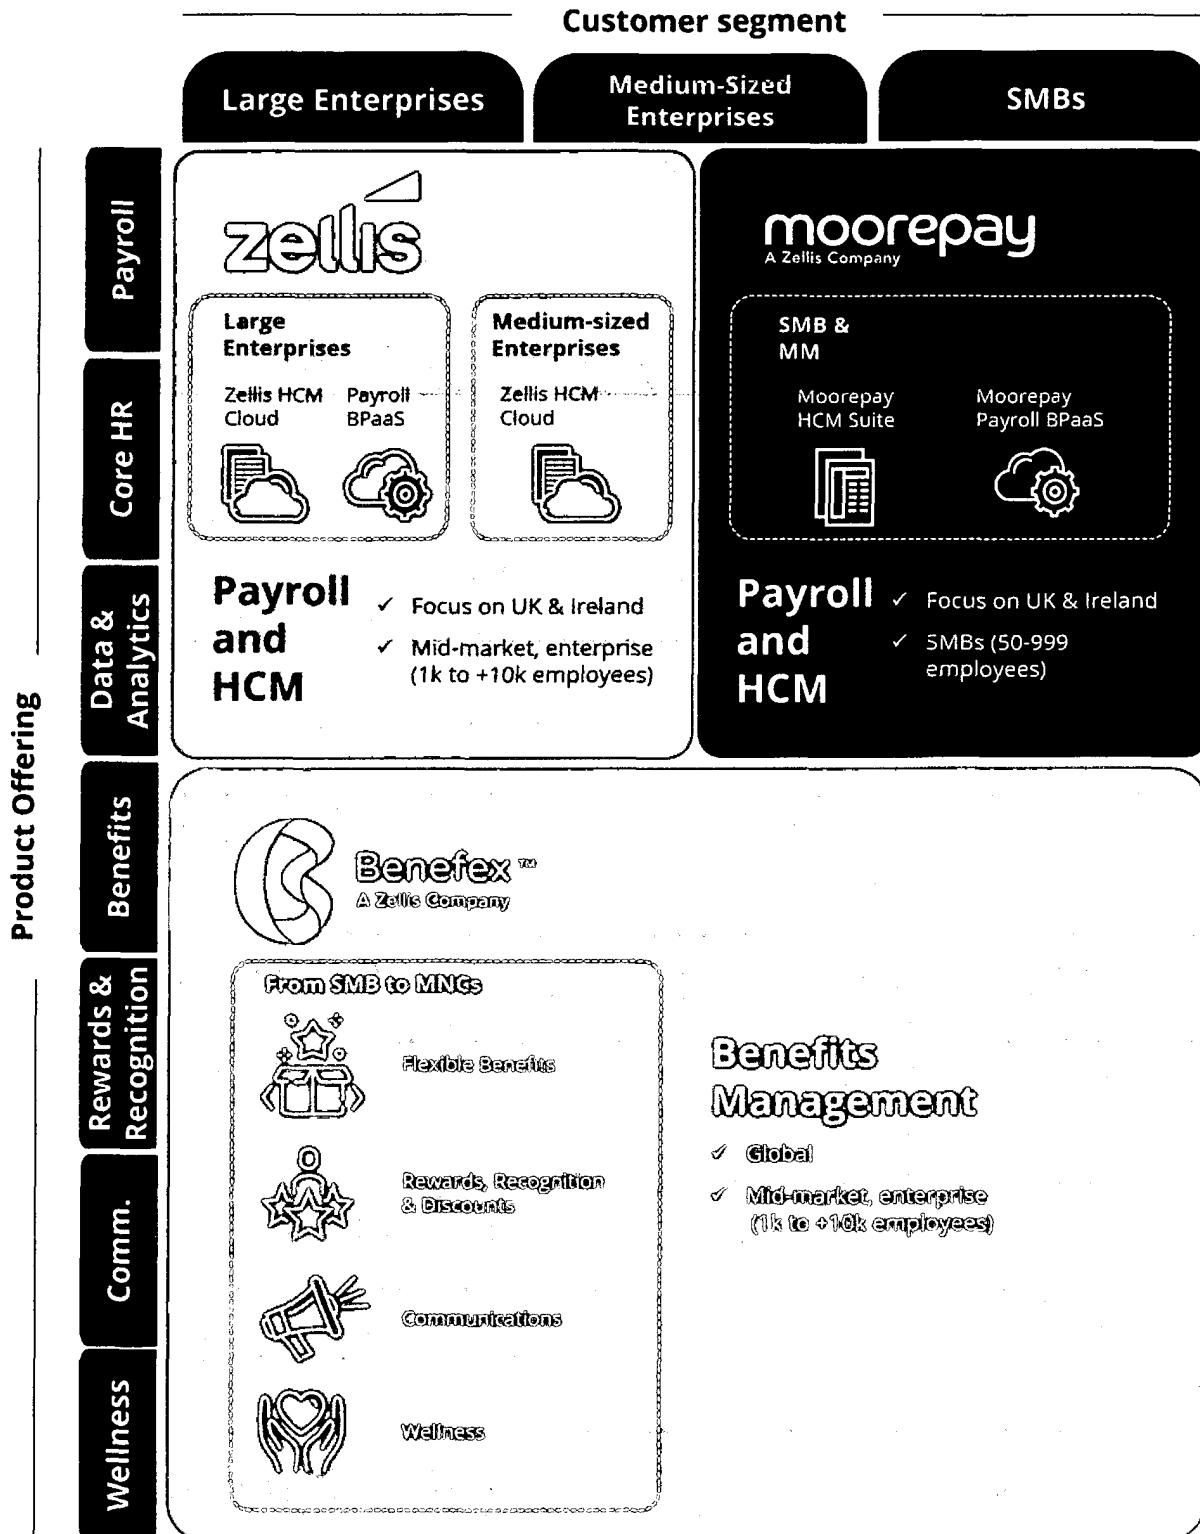 Customer segment
Large Enterprises
Medium-Sized
Enterprises
SMBs
Product Offering
Payroll
Core HR
Data &
Analytics
Benefits
Rewards &
Recognition
Comm.
Wellness
zellis
Large
Enterprises
Zellis HCM
Cloud
Payroll
BPaaS
Medium-sized
Enterprises
Zellis HCM
Cloud
Payroll
and
HCM
✓ Focus on UK & Ireland
✓ Mid-market, enterprise
(1k to +10k employees)
moorepay
A Zellis Company
SMB &
MM
Moorepay
HCM Suite
Moorepay
Payroll BPaaS
Payroll
and
HCM
✓ Focus on UK & Ireland
✓ SMBs (50-999
employees)
Benefex ™
A Zellis Company
From SMB to MNCs
Flexible Benefits
Rewards, Recognition
& Discounts
Communications
Wellness
Benefits
Management
✓ Global
✓ Mid-market, enterprise
(1k to +10k employees)